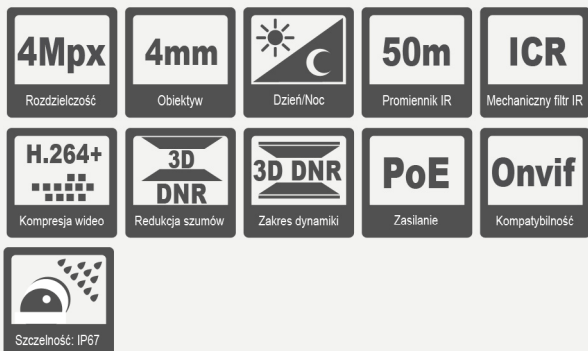 4Mpx
Rozdzielczość
4mm
Obiektyw
Dzień/Noc
50m
Promiennik IR
ICR
Mechaniczny filtr IR
H.264+
Kompresja wideo
3D
DNR
Redukcja szumów
3D DNR
Zakres dynamiki
PoE
Zasilanie
Onvif
Kompatybilność
Szczelność: IP67